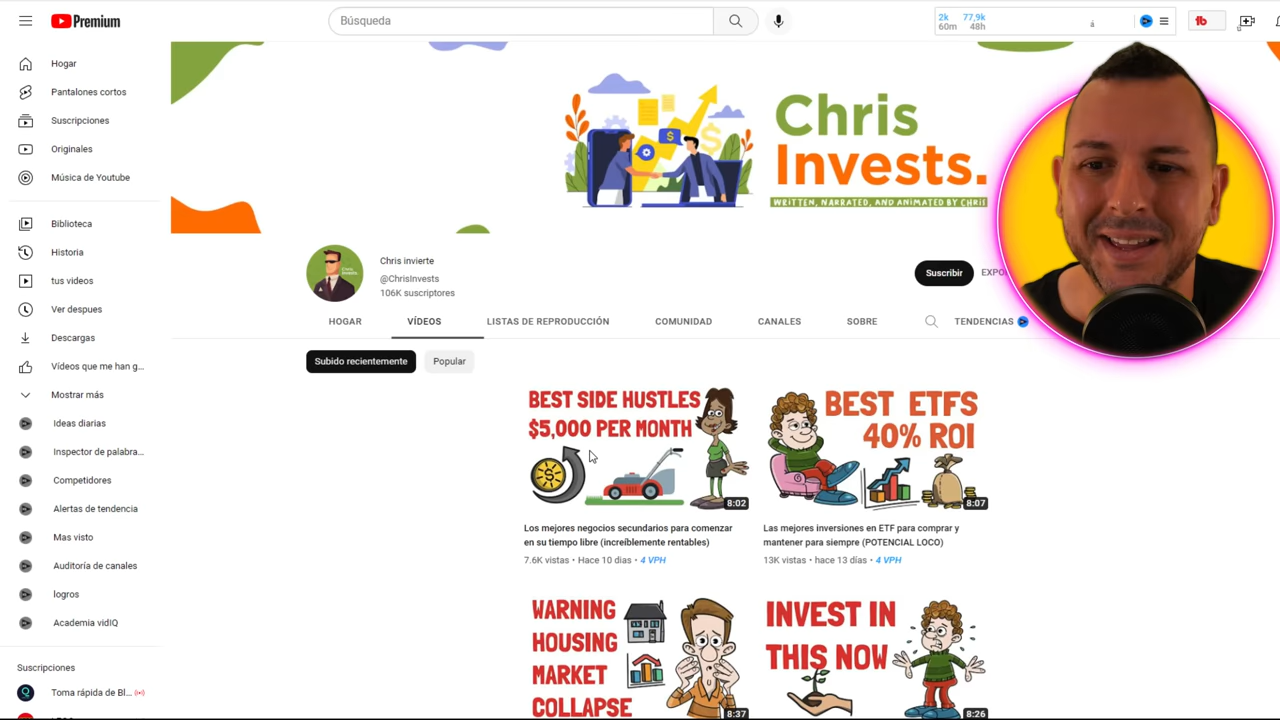 Premium
Búsqueda
2k 77,9k
60m 48h
tb
Hogar
Pantalones cortos
Suscripciones
Originales
Música de Youtube
Biblioteca
Historia
tus videos
Ver despues
Descargas
Vídeos que me han g...
Mostrar más
Ideas diarias
Inspector de palabra...
Competidores
Alertas de tendencia
Mas visto
Auditoría de canales
logros
Academia vidIQ
Suscripciones
Toma rápida de Bl...
Chris
Invests.
WRITTEN, NARRATED, AND ANIMATED BY CHRIS
Chris invierte
@ChrisInvests
106K suscriptores
Suscribir
HOGAR
VÍDEOS
LISTAS DE REPRODUCCIÓN
COMUNIDAD
CANALES
SOBRE
TENDENCIAS
Subido recientemente
Popular
BEST SIDE HUSTLES
$5,000 PER MONTH
8:02
Los mejores negocios secundarios para comenzar
en su tiempo libre (increíblemente rentables)
7.6K vistas • Hace 10 dias • 4 VPH
BEST ETFS
40% ROI
8:07
Las mejores inversiones en ETF para comprar y
mantener para siempre (POTENCIAL LOCO)
13K vistas • hace 13 días • 4 VPH
WARNING
HOUSING
MARKET
COLLAPSE
8:37
INVEST IN
THIS NOW
8:26